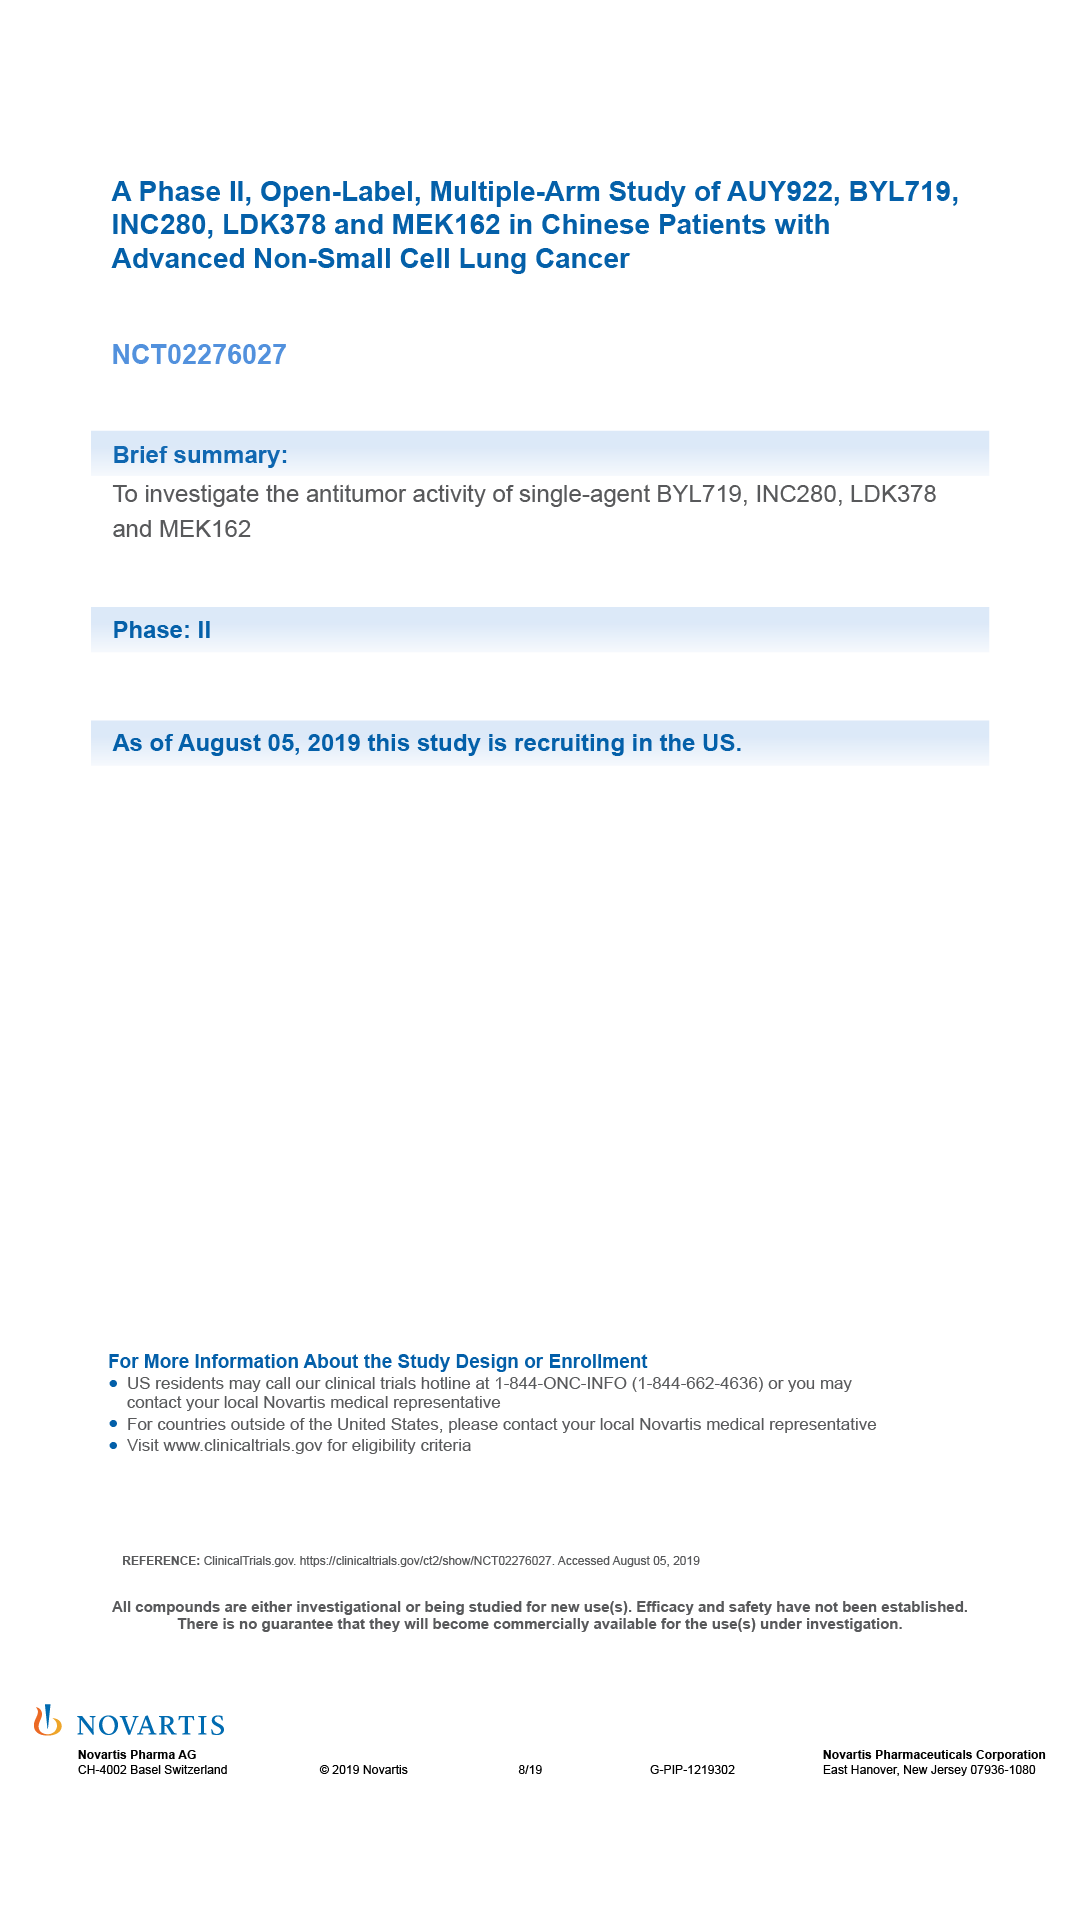 A Phase II, Open-Label, Multiple-Arm Study of AUY922, BYL719,
INC280, LDK378 and MEK162 in Chinese Patients with
Advanced Non-Small Cell Lung Cancer
NCT02276027
Brief summary:
To investigate the antitumor activity of single-agent BYL719, INC280, LDK378
and MEK162
Phase: II
As of August 05, 2019 this study is recruiting in the US.
For More Information About the Study Design or Enrollment
● US residents may call our clinical trials hotline at 1-844-ONC-INFO (1-844-662-4636) or you may
contact your local Novartis medical representative
● For countries outside of the United States, please contact your local Novartis medical representative
● Visit www.clinicaltrials.gov for eligibility criteria
REFERENCE: ClinicalTrials.gov. https://clinicaltrials.gov/ct2/show/NCT02276027. Accessed August 05, 2019
All compounds are either investigational or being studied for new use(s). Efficacy and safety have not been established.
There is no guarantee that they will become commercially available for the use(s) under investigation.
NOVARTIS
Novartis Pharma AG
CH-4002 Basel Switzerland
© 2019 Novartis
8/19
G-PIP-1219302
Novartis Pharmaceuticals Corporation
East Hanover, New Jersey 07936-1080